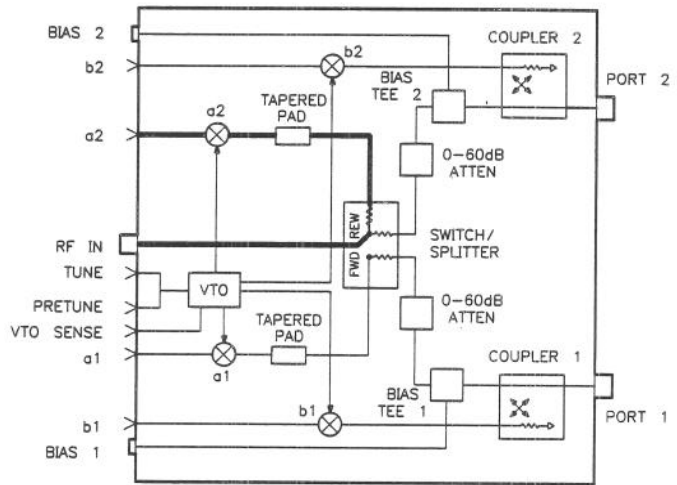 BIAS 2
b2
b2
COUPLER 2
BIAS
TEE 2
PORT 2
TAPERED
PAD
a2
a2
0-60dB
ATTEN
REW
SWITCH/
SPLITTER
FWD
RF IN
TUNE
VTO
PRETUNE
VTO SENSE
TAPERED
PAD
0-60dB
ATTEN
a1
a1
COUPLER 1
BIAS
TEE 1
PORT 1
b1
b1
BIAS 1